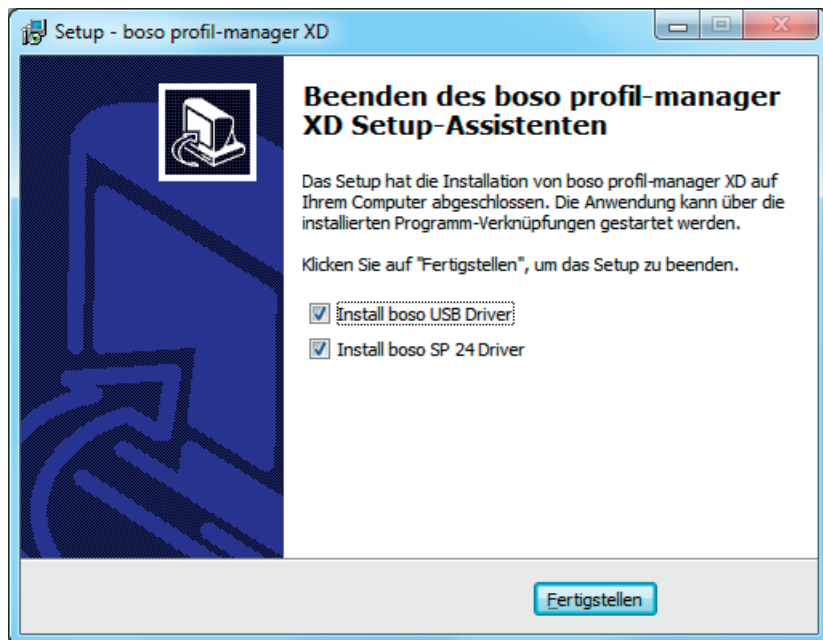 Setup - boso profil-manager XD
Beenden des boso profil-manager
XD Setup-Assistenten
Das Setup hat die Installation von boso profil-manager XD auf
Ihrem Computer abgeschlossen. Die Anwendung kann über die
installierten Programm-Verknüpfungen gestartet werden.
Klicken Sie auf "Fertigstellen", um das Setup zu beenden.
Install boso USB Driver
Install boso SP 24 Driver
Fertigstellen